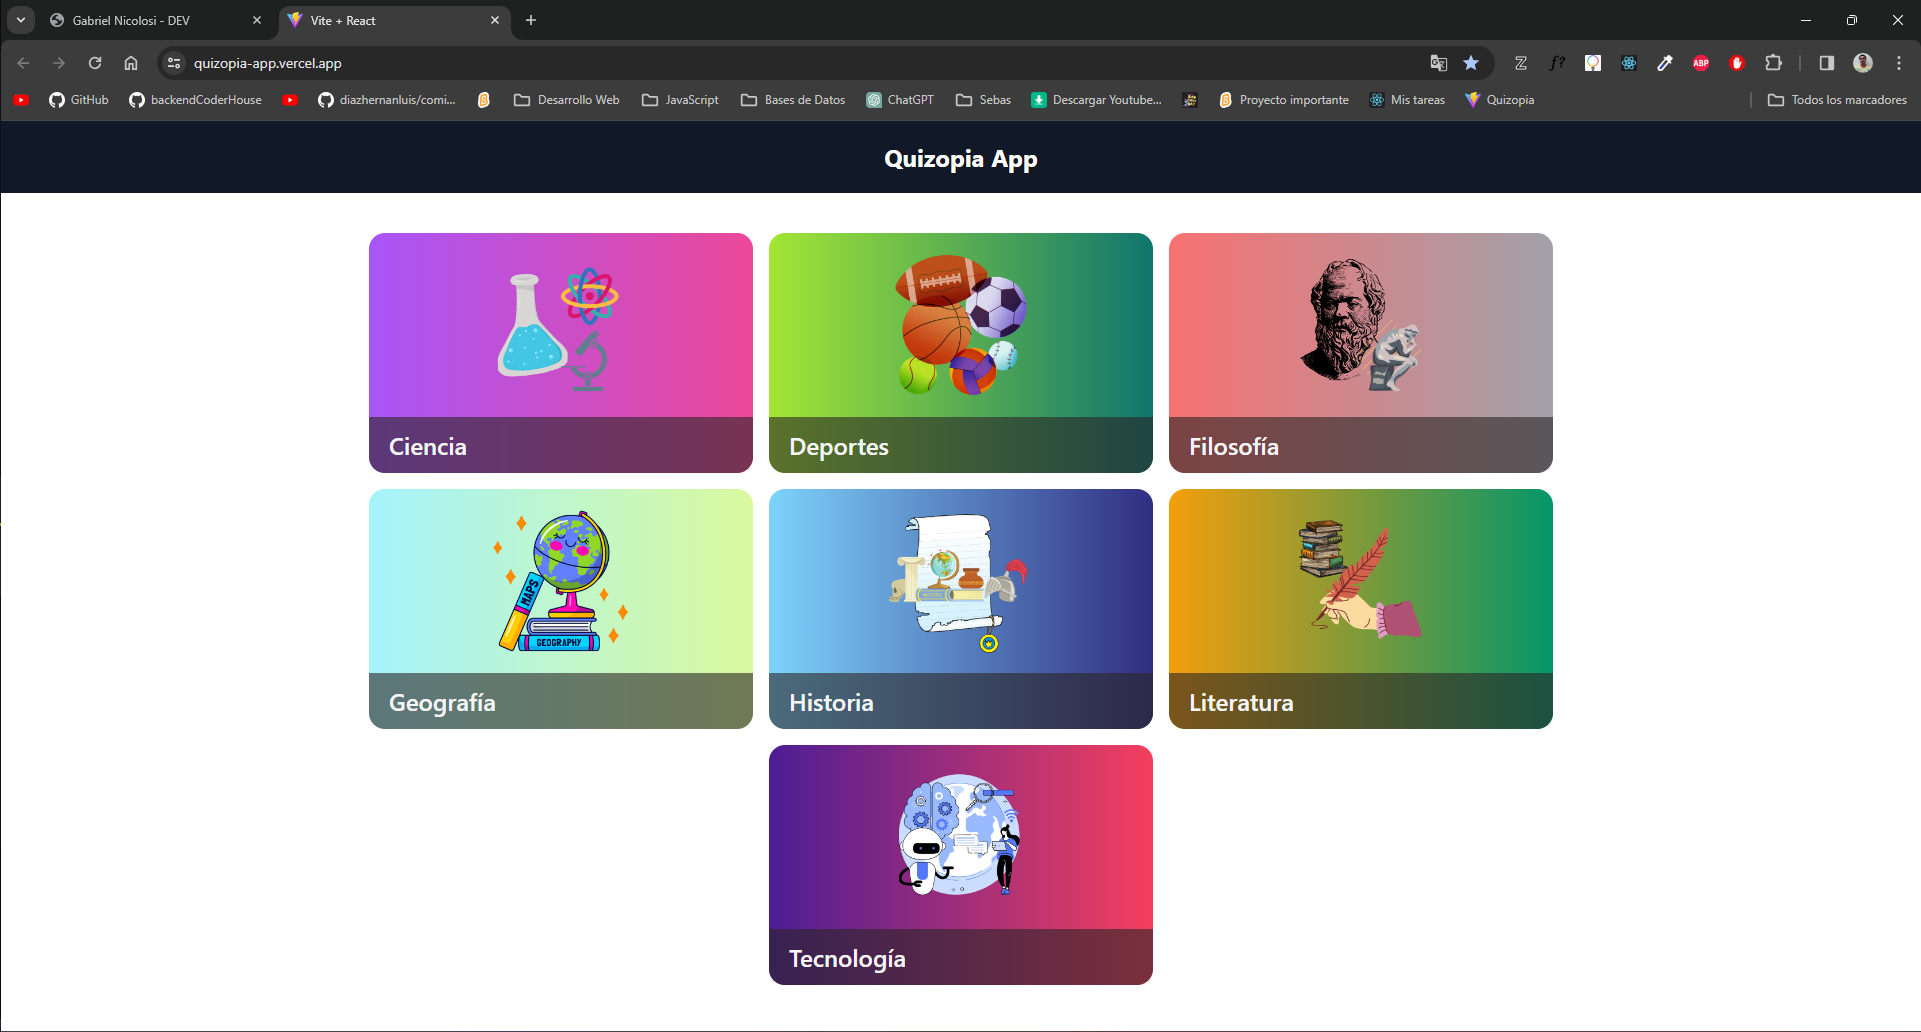 Gabriel Nicolosi - DEV
Vite + React
quizopia-app.vercel.app
ABP
GitHub
backendCoderHouse
diazhernanluis/comi...
Desarrollo Web
JavaScript
Bases de Datos
ChatGPT
Sebas
Descargar Youtube...
Proyecto importante
Mis tareas
Quizopia
Todos los marcadores
Quizopia App
Ciencia
Deportes
Filosofía
MAPS
GEOGRAPHY
Geografía
HISTORY
Historia
Literatura
Tecnología